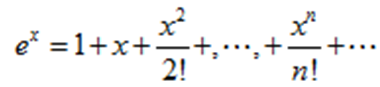 e^x = 1 + x + x^2/2! +,⋯,+ x^n/n! +⋯